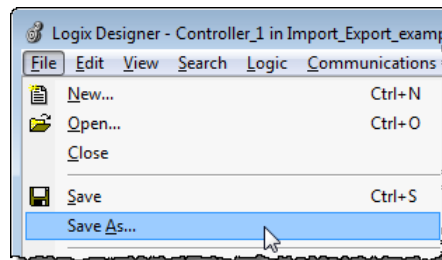 Logix Designer - Controller_1 in Import_Export_examp
File Edit View Search Logic Communications
New... Ctrl+N
Open... Ctrl+O
Close
Save Ctrl+S
Save As...